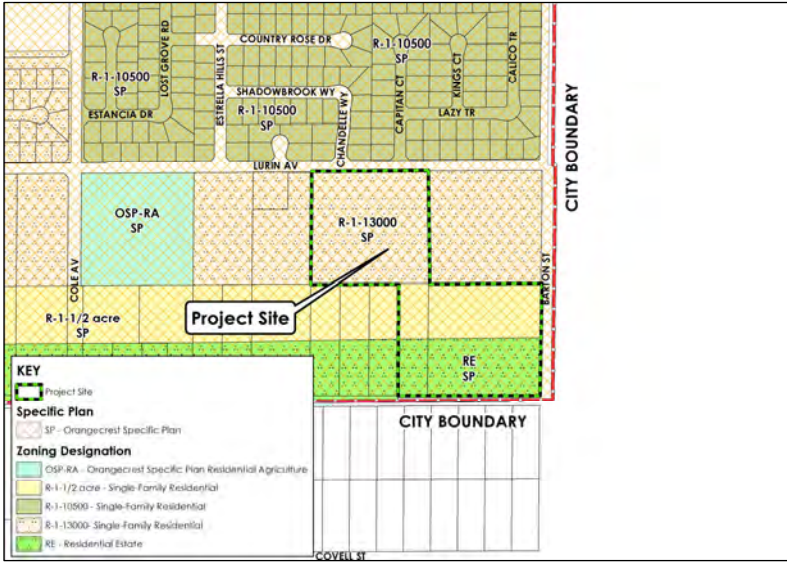 LOST GROVE RD
ESTRELLA HILLS ST
COUNTRY ROSE DR
R-1-10500
SP
KINGS CT
CALICO TR
R-1-10500
SP
SHADOWBROOK WY
R-1-10500
SP
ESTANCIA DR
CHANDELLE WY
CAPITAN CT
LAZY TR
LURIN AV
CITY BOUNDARY
OSP-RA
SP
R-1-13000
SP
COLE AV
BARTON ST
R-1-1/2 acre
SP
Project Site
RE
SP
CITY BOUNDARY
KEY
Project Site
Specific Plan
SP - Orangecrest Specific Plan
Zoning Designation
OSP-RA - Orangecrest Specific Plan Residential Agriculture
R-1-1/2 acre - Single-Family Residential
R-1-10500 - Single-Family Residential
R-1-13000- Single-Family Residential
RE - Residential Estate
COVELL ST